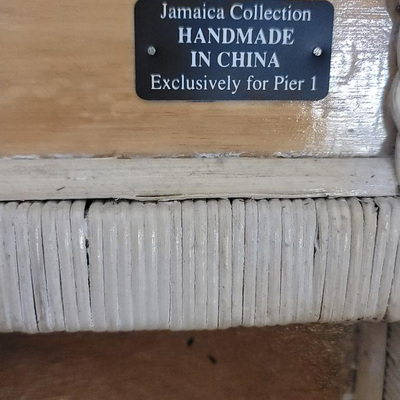 Jamaica Collection
HANDMADE
IN CHINA
Exclusively for Pier 1